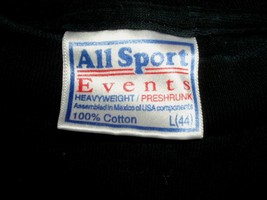 All Sport
Events
HEAVYWEIGHT / PRESHRUNK
Assembled in Mexico of USA components
100% Cotton L(44)